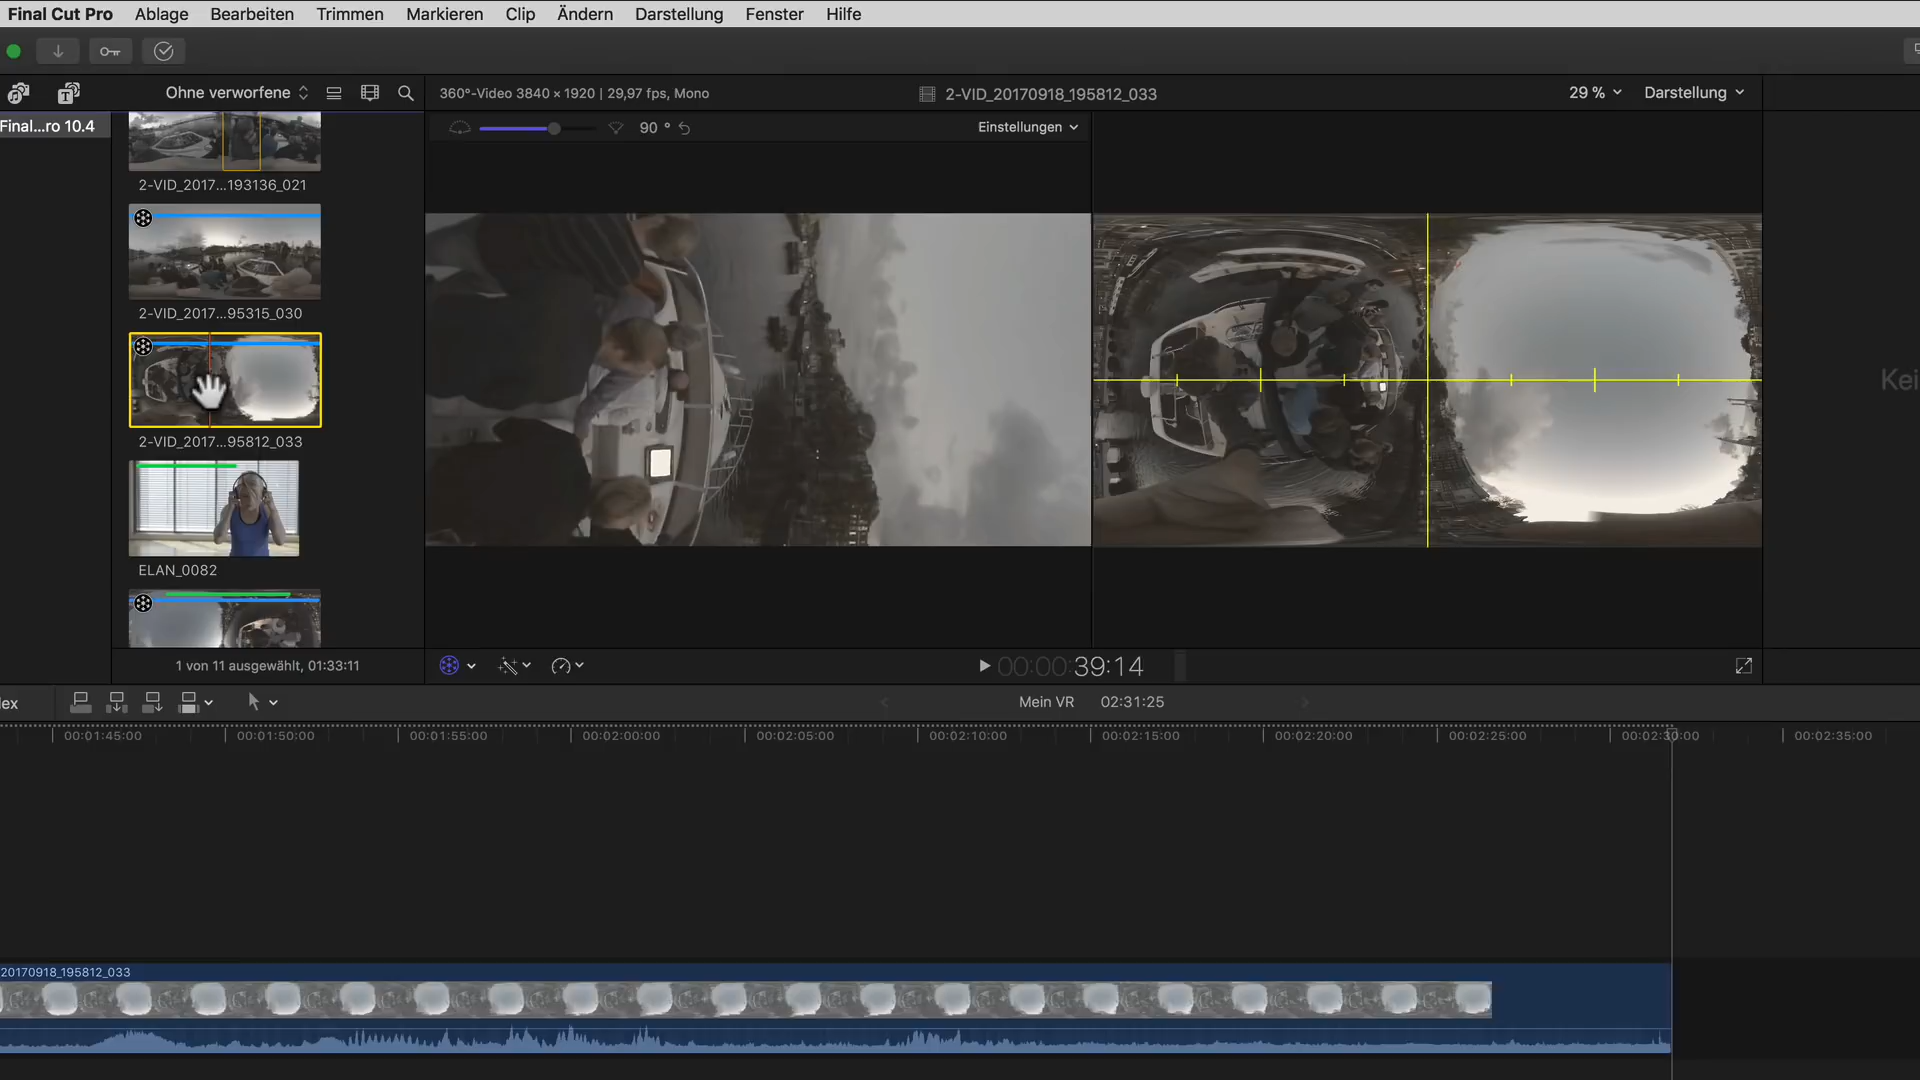 Final Cut Pro Ablage Bearbeiten Trimmen Markieren Clip Ändern Darstellung Fenster Hilfe
Ohne verworfene
360°-Video 3840 × 1920 | 29,97 fps, Mono
2-VID_20170918_195812_033
29 %
Darstellung
Final...ro 10.4
90 °
Einstellungen
2-VID_2017...193136_021
2-VID_2017...95315_030
2-VID_2017...95812_033
ELAN_0082
Kei
1 von 11 ausgewählt, 01:33:11
00:00:39:14
ex
Mein VR 02:31:25
00:01:45:00 00:01:50:00 00:01:55:00 00:02:00:00 00:02:05:00 00:02:10:00 00:02:15:00 00:02:20:00 00:02:25:00 00:02:30:00 00:02:35:00
20170918_195812_033